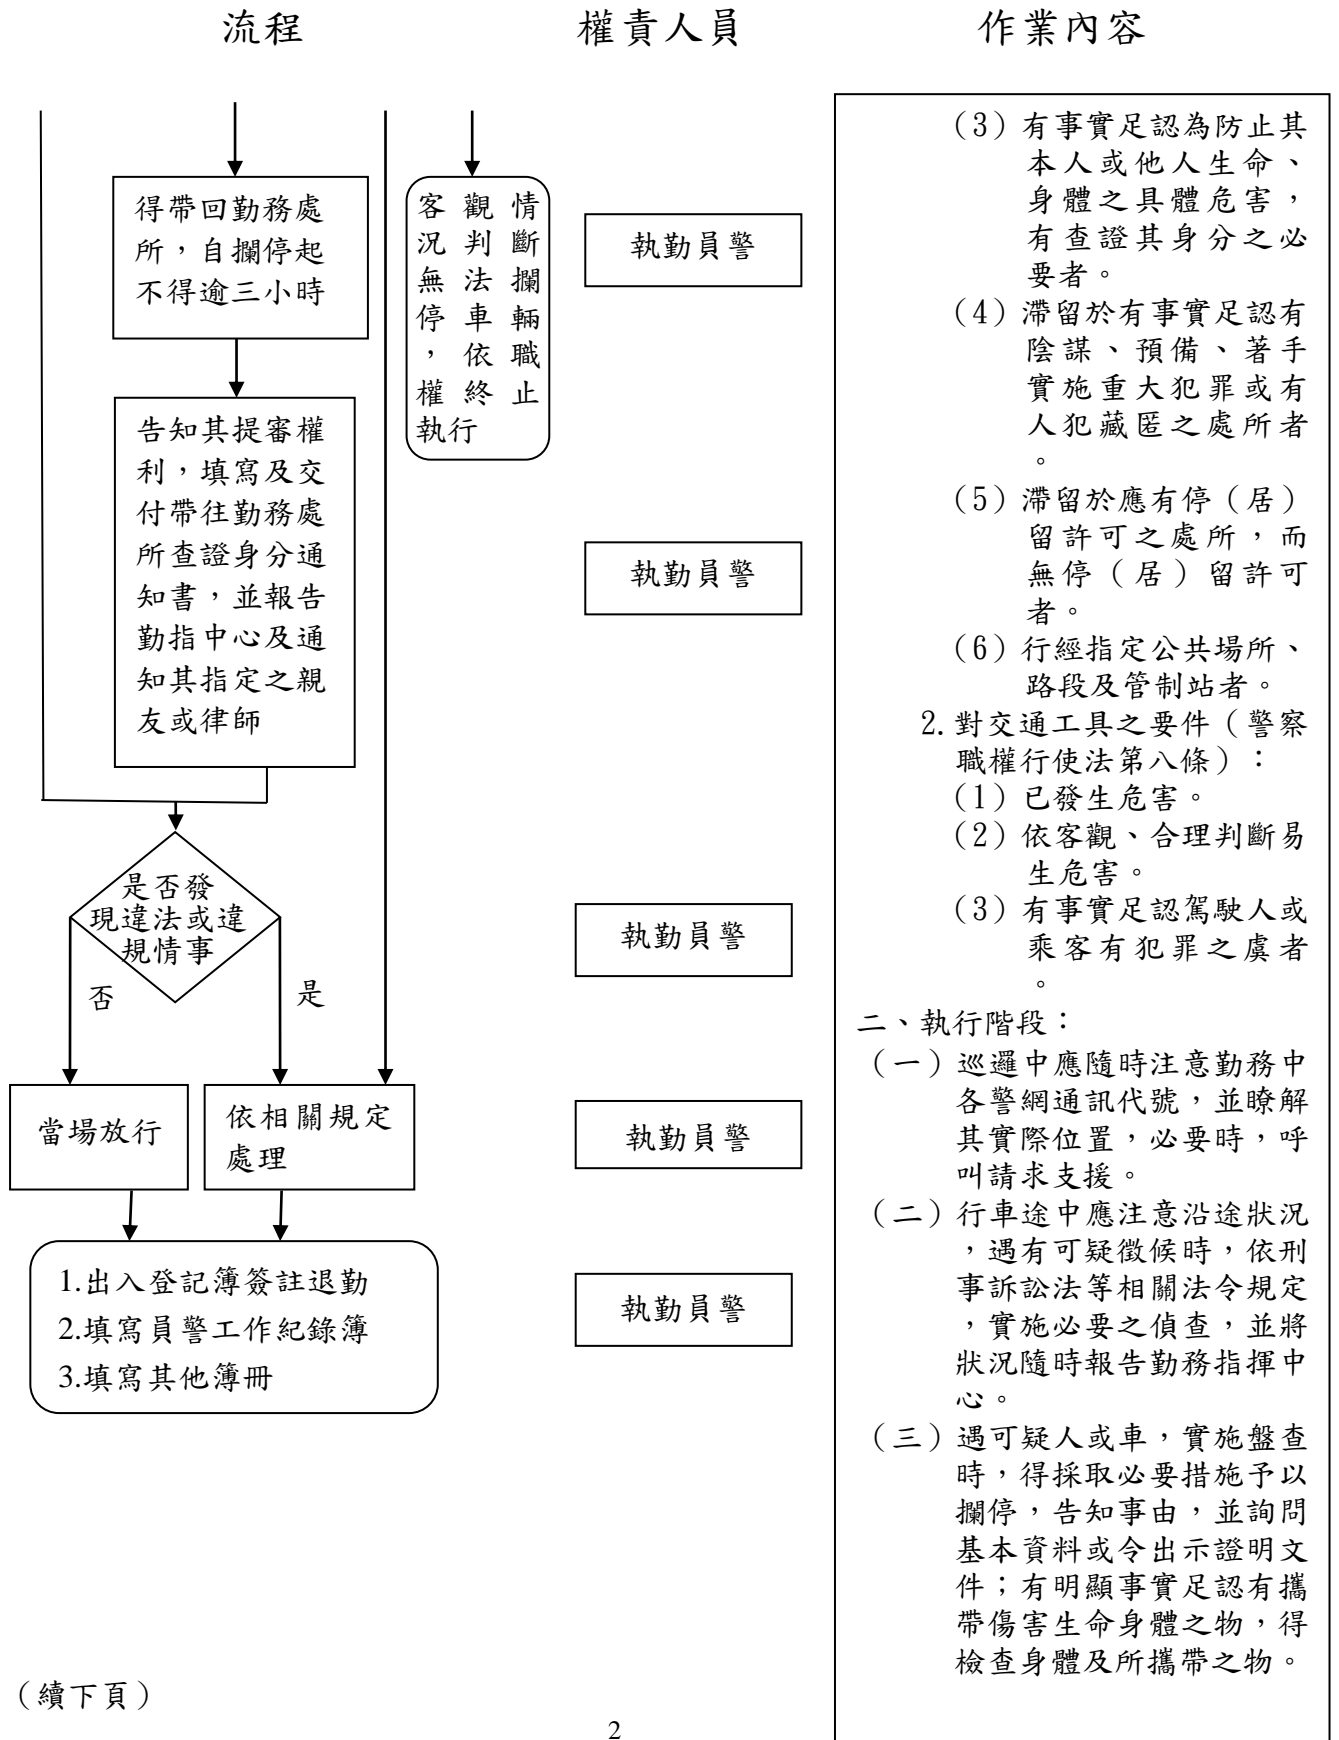 流程
權責人員
作業內容
得帶回勤務處
所，自攔停起
不得逾三小時
客觀情
況判斷
無法攔
停車輛
，依職
權終止
執行
執勤員警
告知其提審權
利，填寫及交
付帶往勤務處
所查證身分通
知書，並報告
勤指中心及通
知其指定之親
友或律師
執勤員警
是否發
現違法或違
規情事
否
是
執勤員警
當場放行
依相關規定
處理
執勤員警
1.出入登記簿簽註退勤
2.填寫員警工作紀錄簿
3.填寫其他簿冊
執勤員警
（3）有事實足認為防止其
本人或他人生命、
身體之具體危害，
有查證其身分之必
要者。
（4）滯留於有事實足認有
陰謀、預備、著手
實施重大犯罪或有
人犯藏匿之處所者
。
（5）滯留於應有停（居）
留許可之處所，而
無停（居）留許可
者。
（6）行經指定公共場所、
路段及管制站者。
2.對交通工具之要件（警察
職權行使法第八條）：
（1）已發生危害。
（2）依客觀、合理判斷易
生危害。
（3）有事實足認駕駛人或
乘客有犯罪之虞者
。
二、執行階段：
（一）巡邏中應隨時注意勤務中
各警網通訊代號，並瞭解
其實際位置，必要時，呼
叫請求支援。
（二）行車途中應注意沿途狀況
，遇有可疑徵候時，依刑
事訴訟法等相關法令規定
，實施必要之偵查，並將
狀況隨時報告勤務指揮中
心。
（三）遇可疑人或車，實施盤查
時，得採取必要措施予以
攔停，告知事由，並詢問
基本資料或令出示證明文
件；有明顯事實足認有攜
帶傷害生命身體之物，得
檢查身體及所攜帶之物。
（續下頁）
2